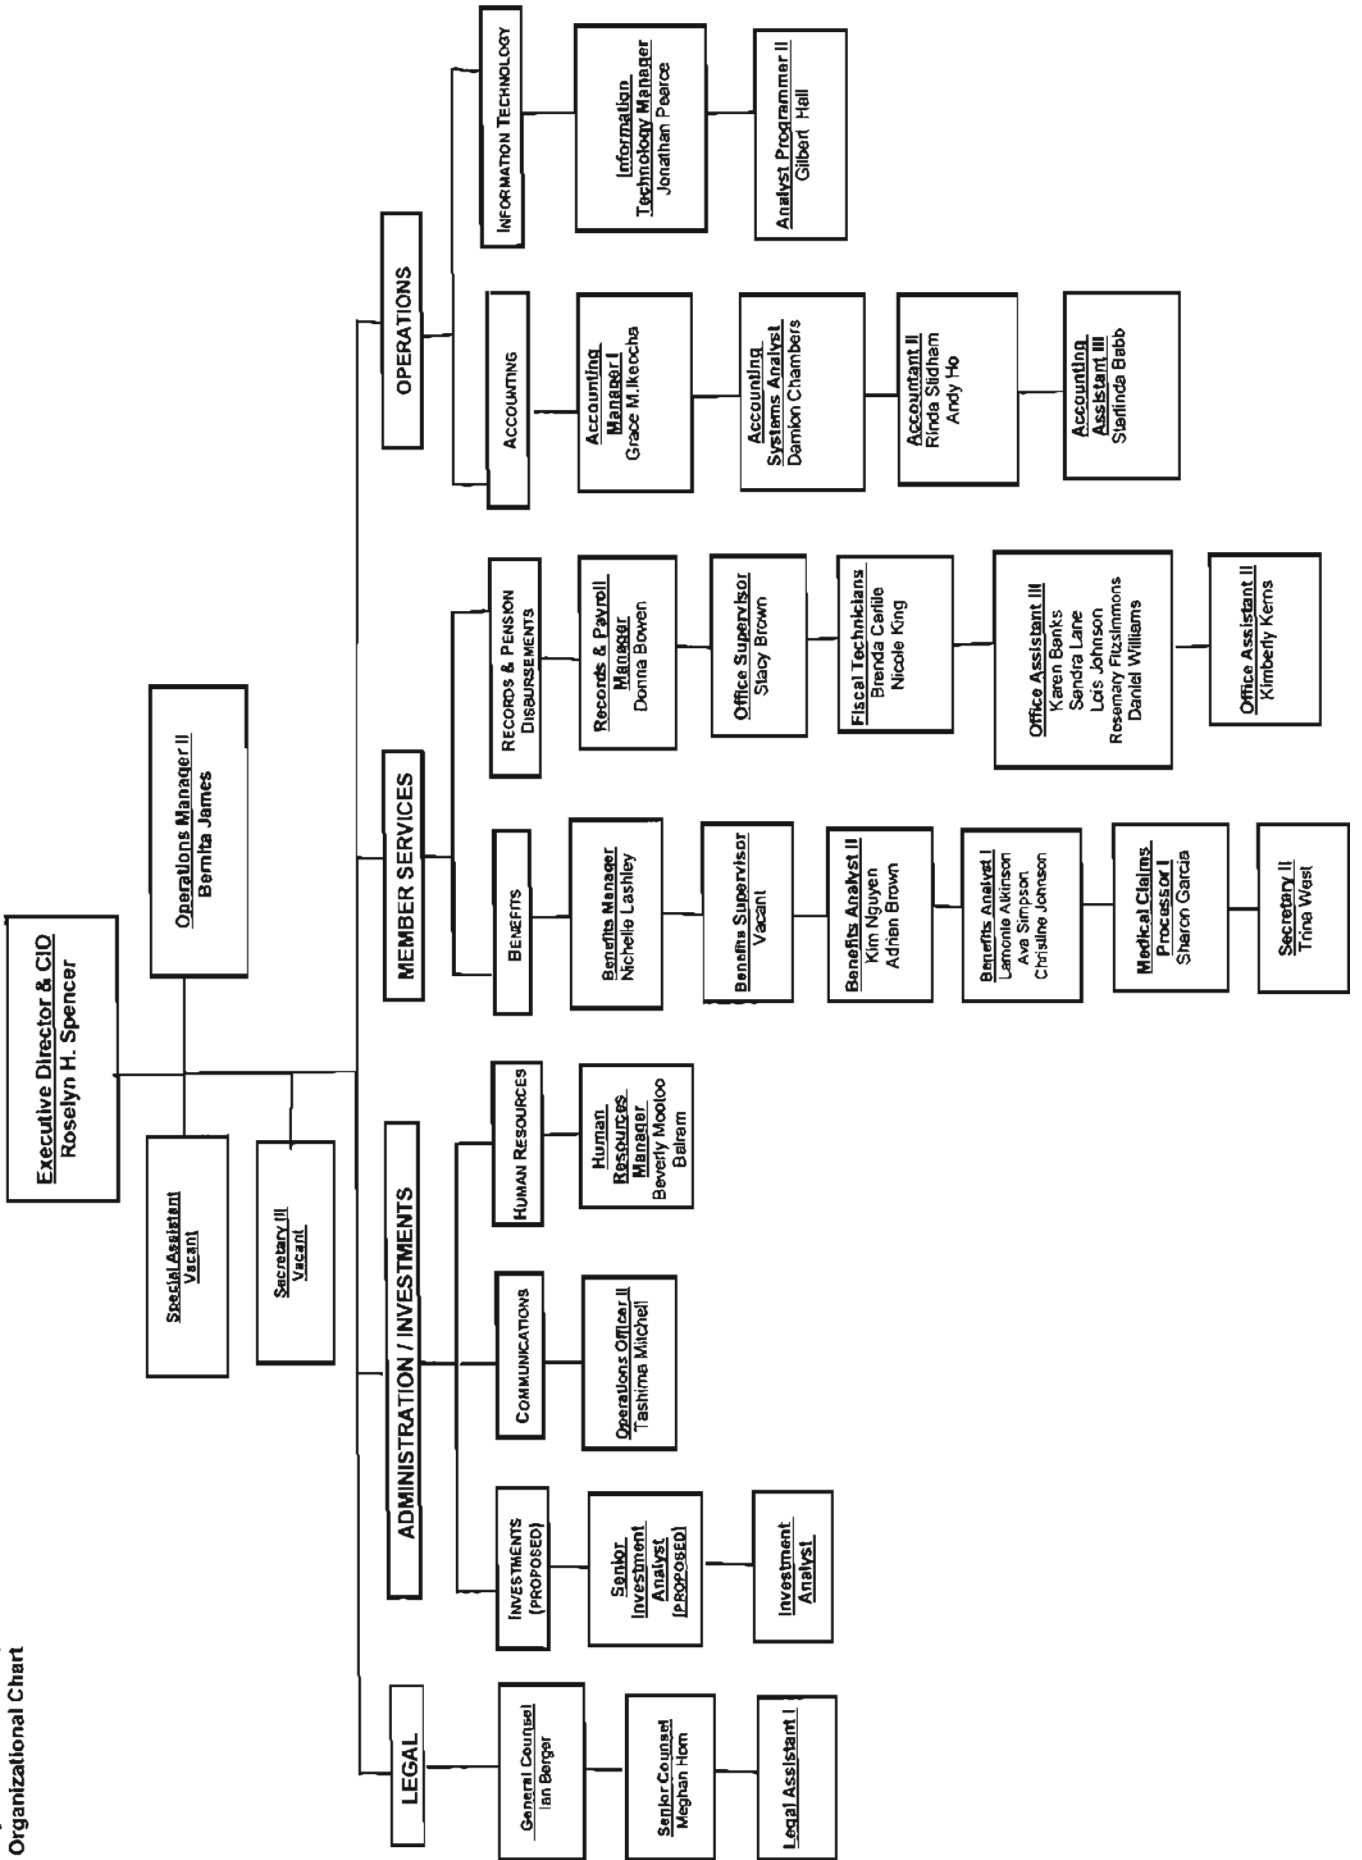 Organizational Chart
Executive Director & CIO
Roselyn H. Spencer
Operations Manager II
Bernita James
Special Assistant
Vacant
Secretary III
Vacant
LEGAL
General Counsel
Ian Berger
Senior Counsel
Meghan Horn
Legal Assistant I
ADMINISTRATION / INVESTMENTS
INVESTMENTS
(PROPOSED)
Senior
Investment
Analyst
(PROPOSED)
Investment
Analyst
COMMUNICATIONS
Operations Officer II
Tashima Mitchell
HUMAN RESOURCES
Human
Resources
Manager
Beverly Mootoo
Balram
MEMBER SERVICES
BENEFITS
Benefits Manager
Nichelle Lashley
Benefits Supervisor
Vacant
Benefits Analyst II
Kim Nguyen
Adrian Brown
Benefits Analyst I
Lamonte Atkinson
Ava Simpson
Christine Johnson
Medical Claims
Processor I
Sharon Garcia
Secretary II
Trina West
RECORDS & PENSION
DISBURSEMENTS
Records & Payroll
Manager
Donna Bowen
Office Supervisor
Stacy Brown
Fiscal Technicians
Brenda Carlile
Nicole King
Office Assistant III
Karen Banks
Sandra Lane
Lois Johnson
Rosemary Fitzsimmons
Daniel Williams
Office Assistant II
Kimberly Kerns
OPERATIONS
ACCOUNTING
Accounting
Manager I
Grace M.Ikeocha
Accounting
Systems Analyst
Damion Chambers
Accountant II
Rinda Stidham
Andy Ho
Accounting
Assistant III
Starlinda Babb
INFORMATION TECHNOLOGY
Information
Technology Manager
Jonathan Pearce
Analyst Programmer II
Gilbert Hall